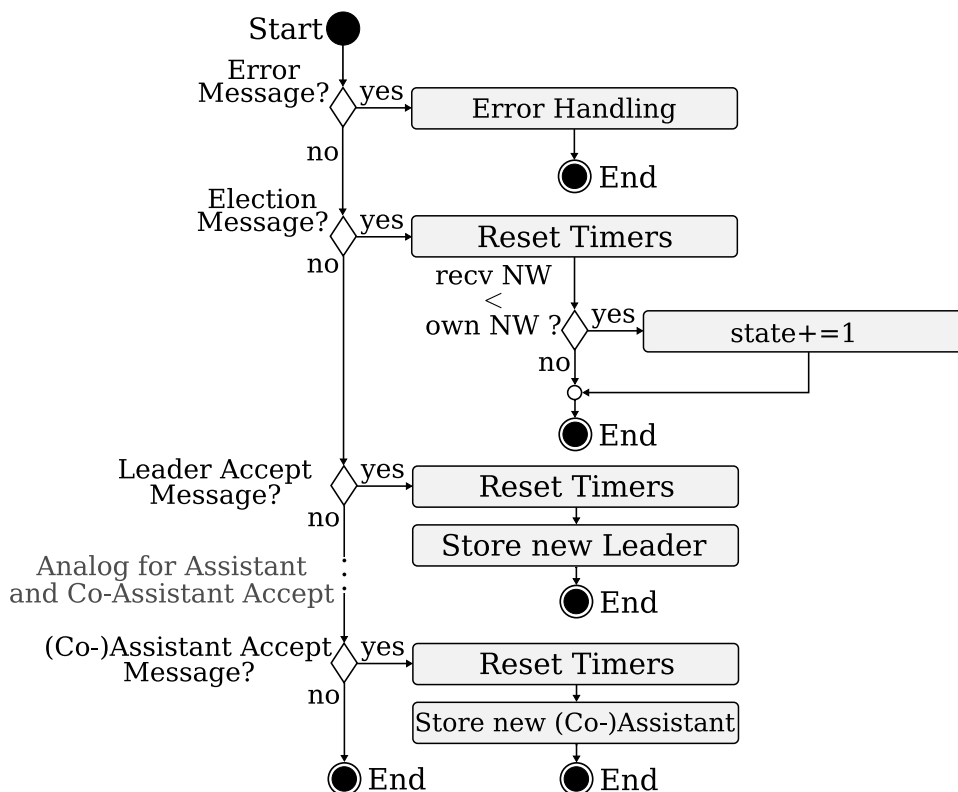 Start
Error
Message?
yes
Error Handling
no
End
Election
Message?
yes
Reset Timers
no
recv NW
<
own NW ?
yes
state+=1
no
End
Leader Accept
Message?
yes
Reset Timers
no
Store new Leader
Analog for Assistant
and Co-Assistant Accept
End
(Co-)Assistant Accept
Message?
yes
Reset Timers
no
Store new (Co-)Assistant
End
End